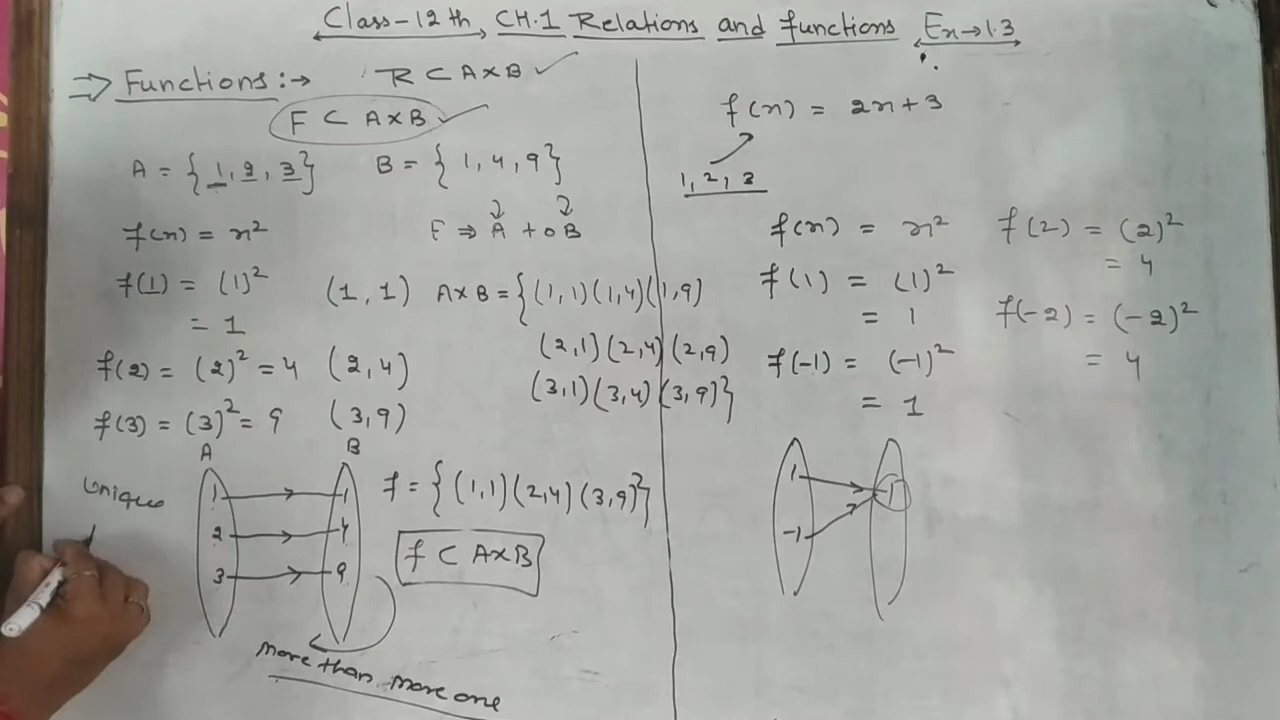 Class-12th CH.1 Relations and functions Ex→1.3
⇒ Functions:→ R ⊂ A×B ✓
F ⊂ A×B ✓
A = {1, 2, 3} B = {1, 4, 9}
f(x) = x² F ⇒ A to B
f(1) = (1)² (1, 1) A×B = {(1, 1)(1, 4)(1, 9)
= 1 (2, 1)(2, 4)(2, 9)
f(2) = (2)² = 4 (2, 4) (3, 1)(3, 4)(3, 9)}
f(3) = (3)² = 9 (3, 9)
A B
unique 1 → 1 f = {(1, 1)(2, 4)(3, 9)}
2 → 4
3 → 9 f ⊂ A×B
more than more one
f(x) = 2x + 3
1, 2, 3
f(x) = x² f(2) = (2)²
= 4
f(1) = (1)² f(-2) = (-2)²
= 1 = 4
f(-1) = (-1)²
= 1
1 → 1
-1